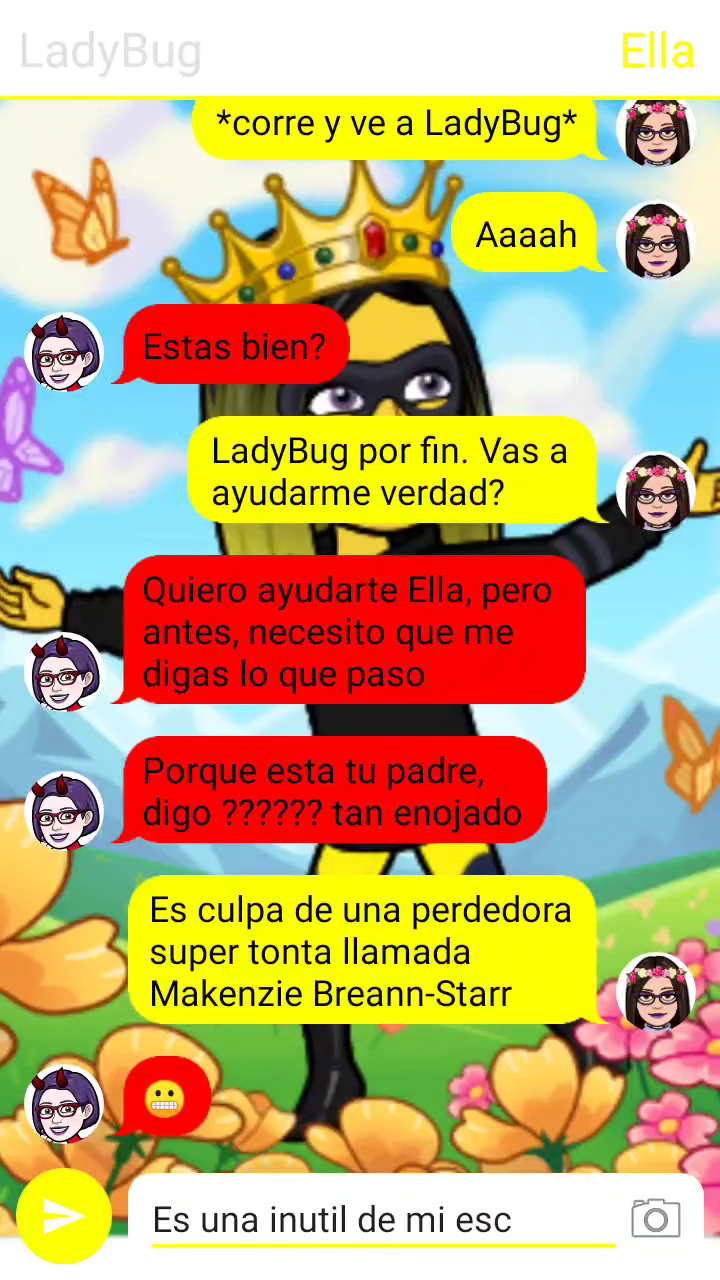 LadyBug
Ella
*corre y ve a LadyBug*
Aaaah
Estas bien?
LadyBug por fin. Vas a
ayudarme verdad?
Quiero ayudarte Ella, pero
antes, necesito que me
digas lo que paso
Porque esta tu padre,
digo ?????? tan enojado
Es culpa de una perdedora
super tonta llamada
Makenzie Breann-Starr
😬
Es una inutil de mi esc